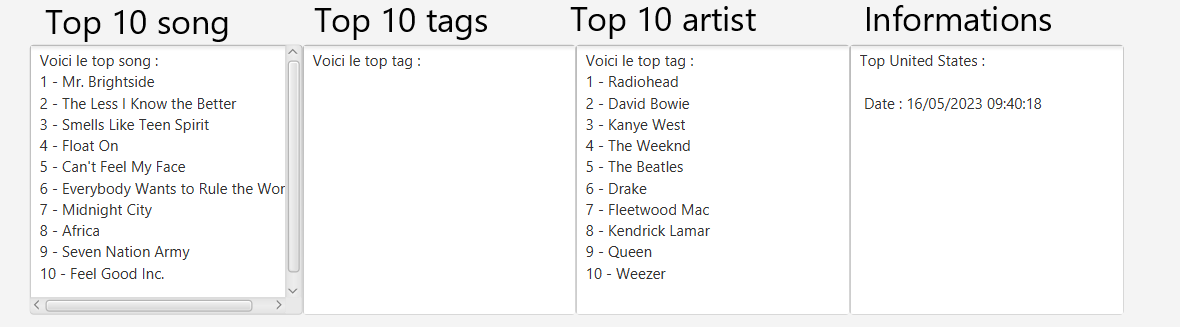 Top 10 song
Voici le top song :
1 - Mr. Brightside
2 - The Less I Know the Better
3 - Smells Like Teen Spirit
4 - Float On
5 - Can't Feel My Face
6 - Everybody Wants to Rule the Wor
7 - Midnight City
8 - Africa
9 - Seven Nation Army
10 - Feel Good Inc.
Top 10 tags
Voici le top tag :
Top 10 artist
Voici le top tag :
1 - Radiohead
2 - David Bowie
3 - Kanye West
4 - The Weeknd
5 - The Beatles
6 - Drake
7 - Fleetwood Mac
8 - Kendrick Lamar
9 - Queen
10 - Weezer
Informations
Top United States :
Date : 16/05/2023 09:40:18